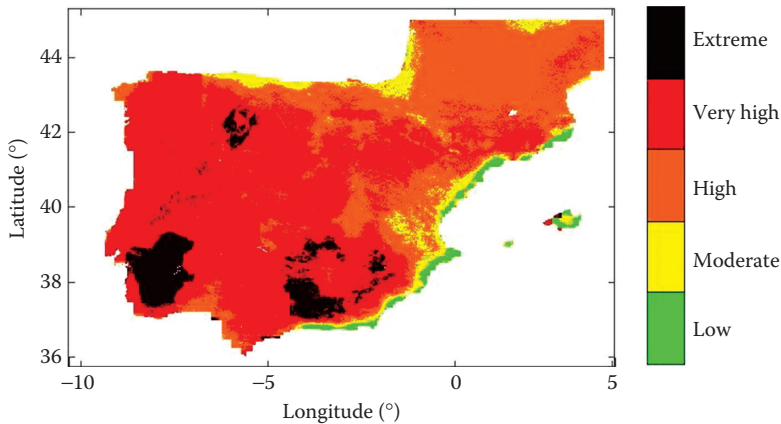 44
42
40
38
36
Latitude (°)
−10
−5
0
5
Longitude (°)
Extreme
Very high
High
Moderate
Low